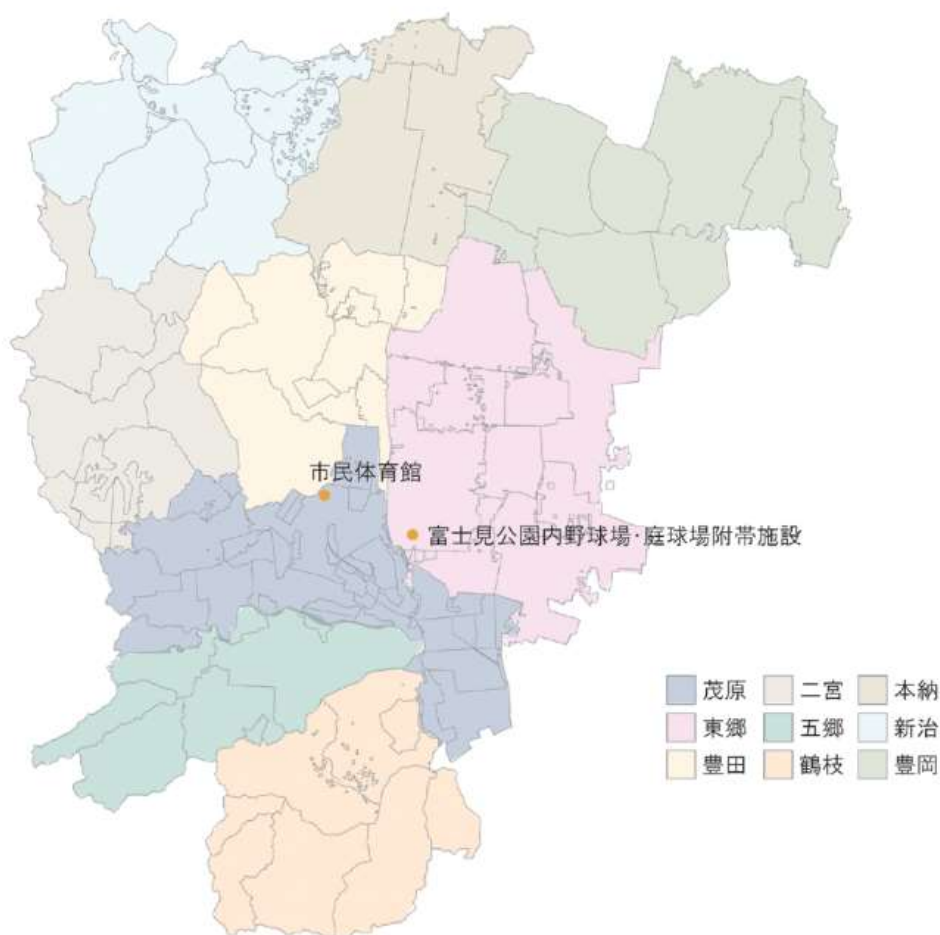 市民体育館
富士見公園内野球場・庭球場附帯施設
茂原 二宮 本納
東郷 五郷 新治
豊田 鶴枝 豊岡